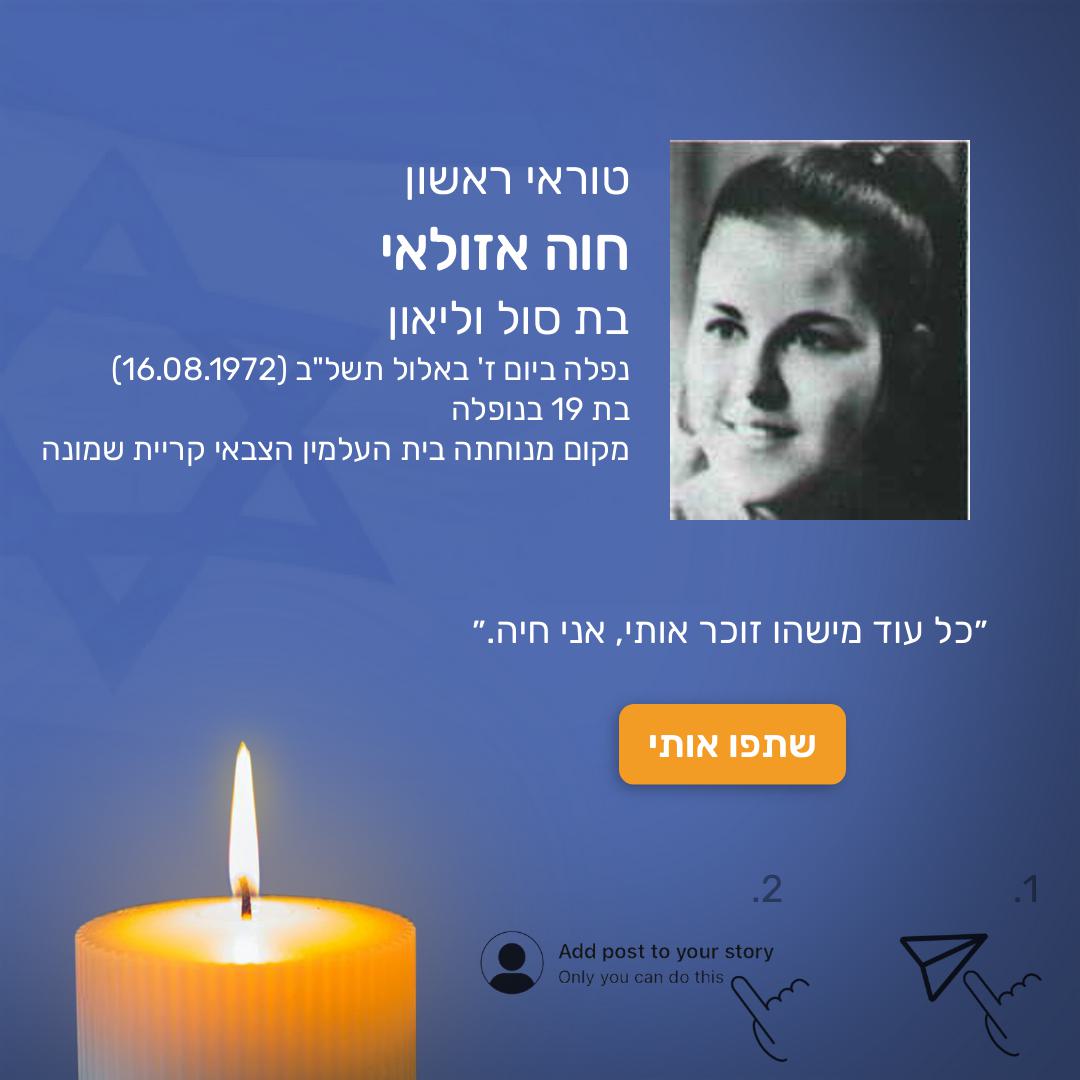 טוראי ראשון
חוה אזולאי
בת סול וליאון
נפלה ביום ז' באלול תשל"ב (16.08.1972)
בת 19 בנופלה
מקום מנוחתה בית העלמין הצבאי קריית שמונה
״כל עוד מישהו זוכר אותי, אני חיה.״
שתפו אותי
1.
2.
Add post to your story
Only you can do this